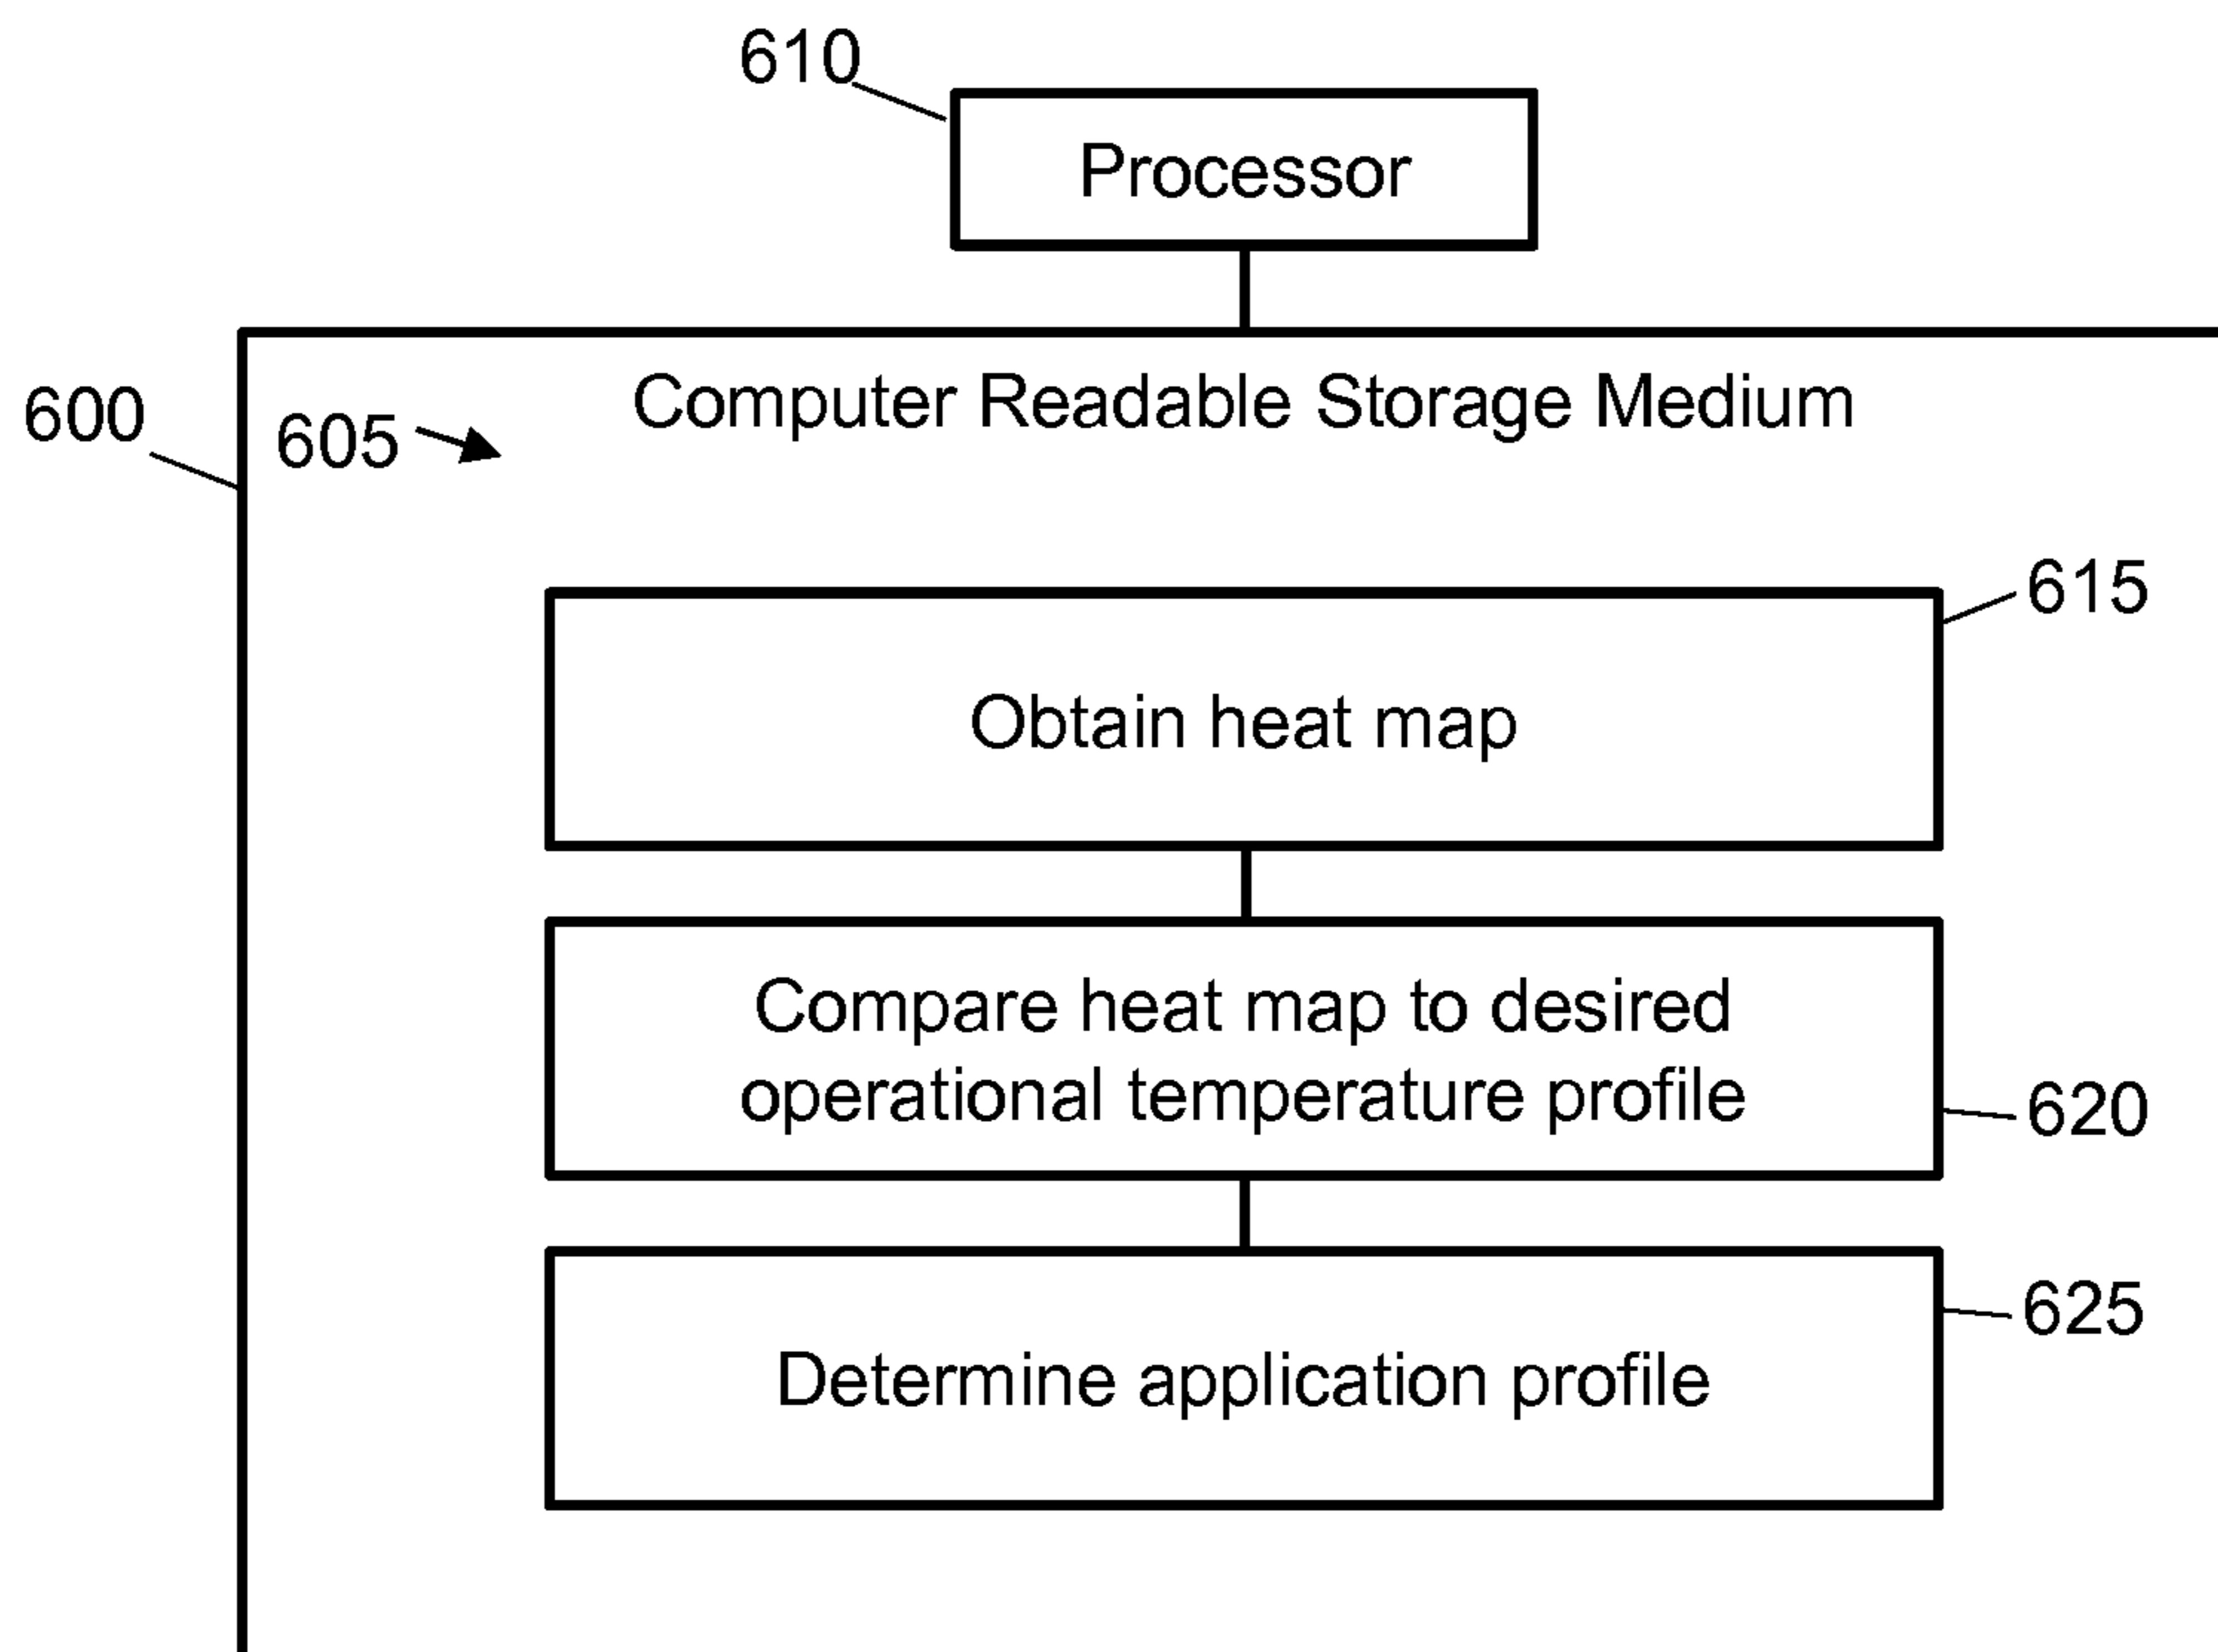 610
Processor
600
605
Computer Readable Storage Medium
615
Obtain heat map
Compare heat map to desired
operational temperature profile
620
625
Determine application profile